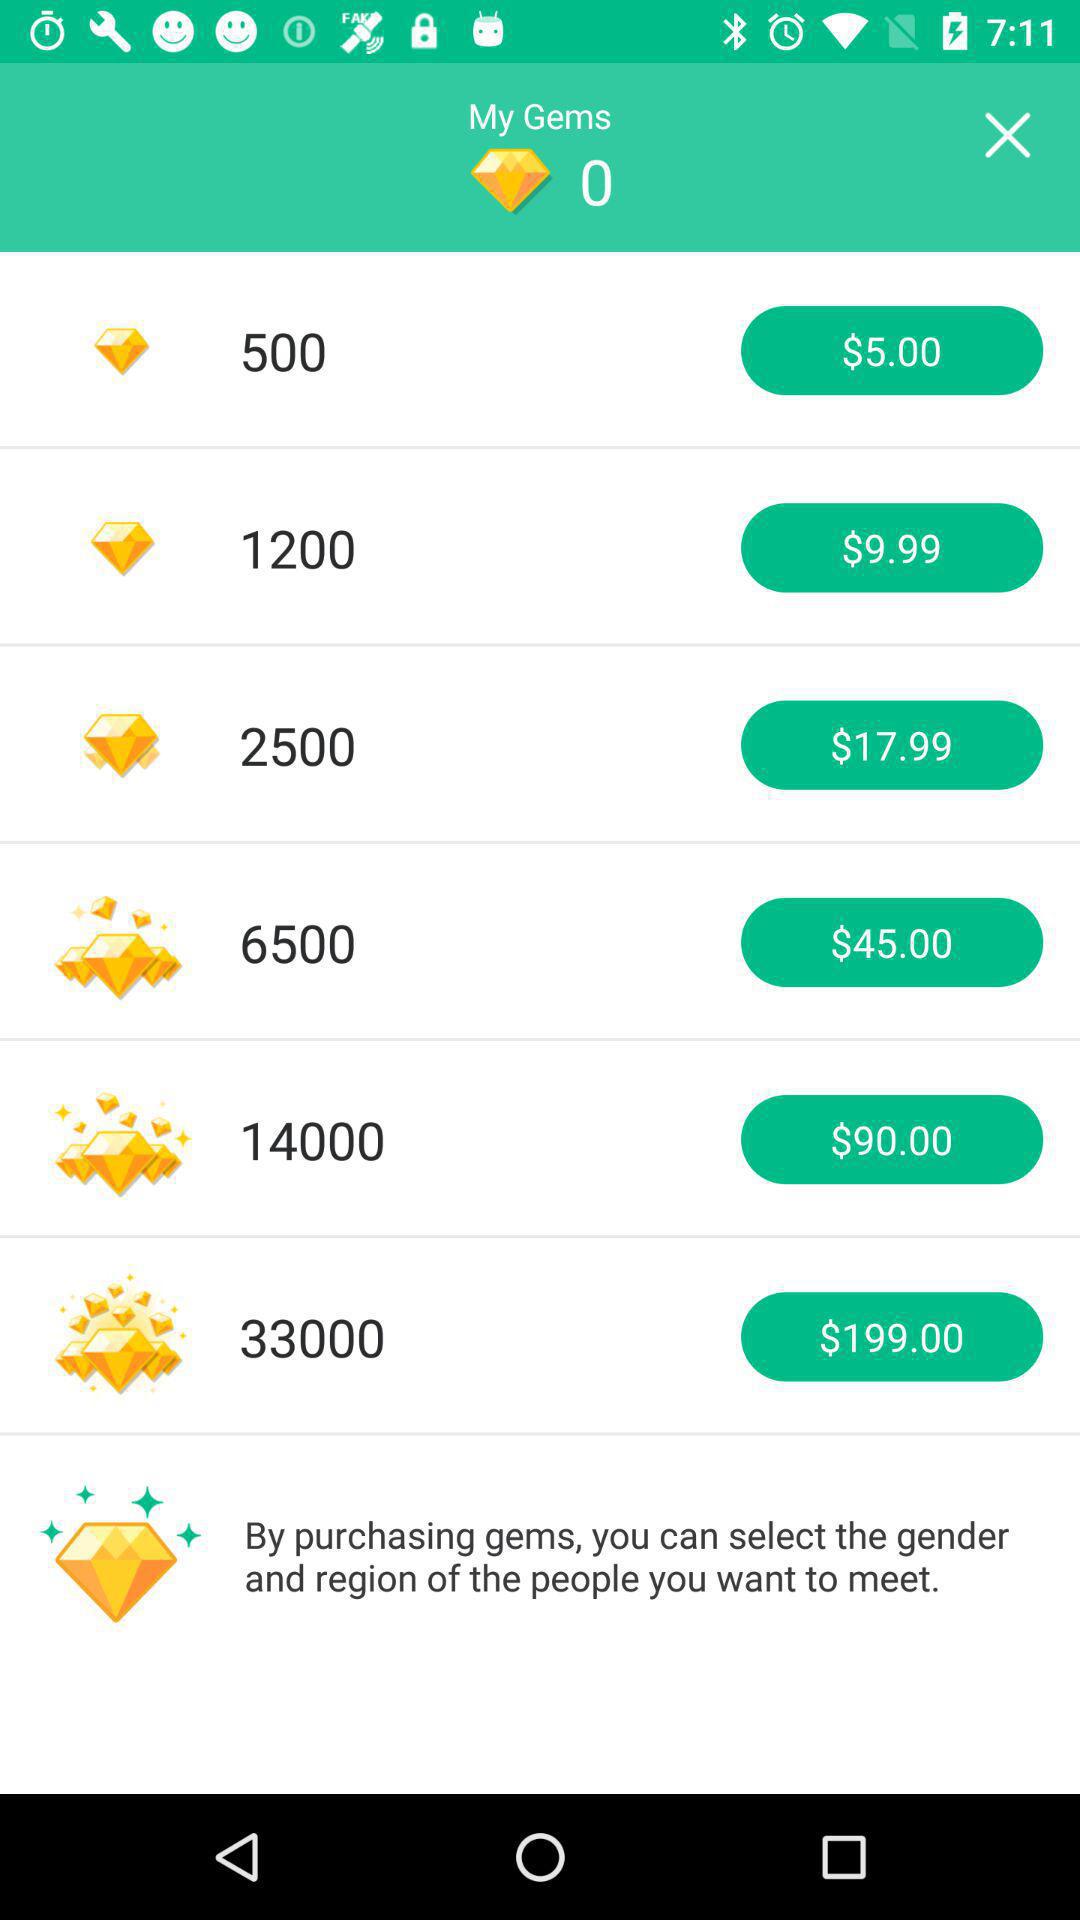 FAKE
7:11
My Gems
0
500 $5.00
1200 $9.99
2500 $17.99
6500 $45.00
14000 $90.00
33000 $199.00
By purchasing gems, you can select the gender
and region of the people you want to meet.